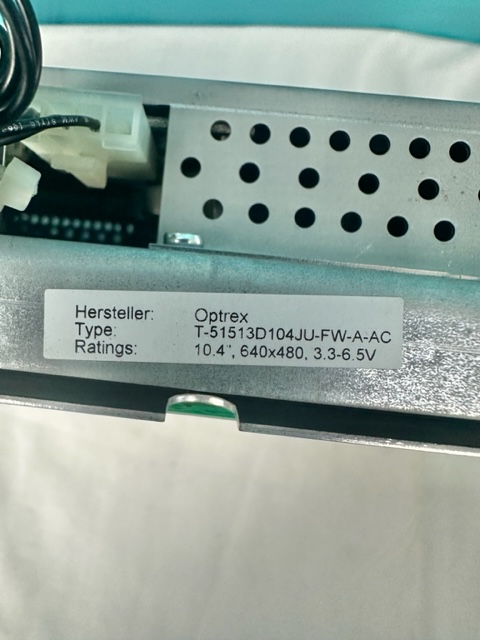 Hersteller: Optrex
Type: T-51513D104JU-FW-A-AC
Ratings: 10.4", 640x480, 3.3-6.5V